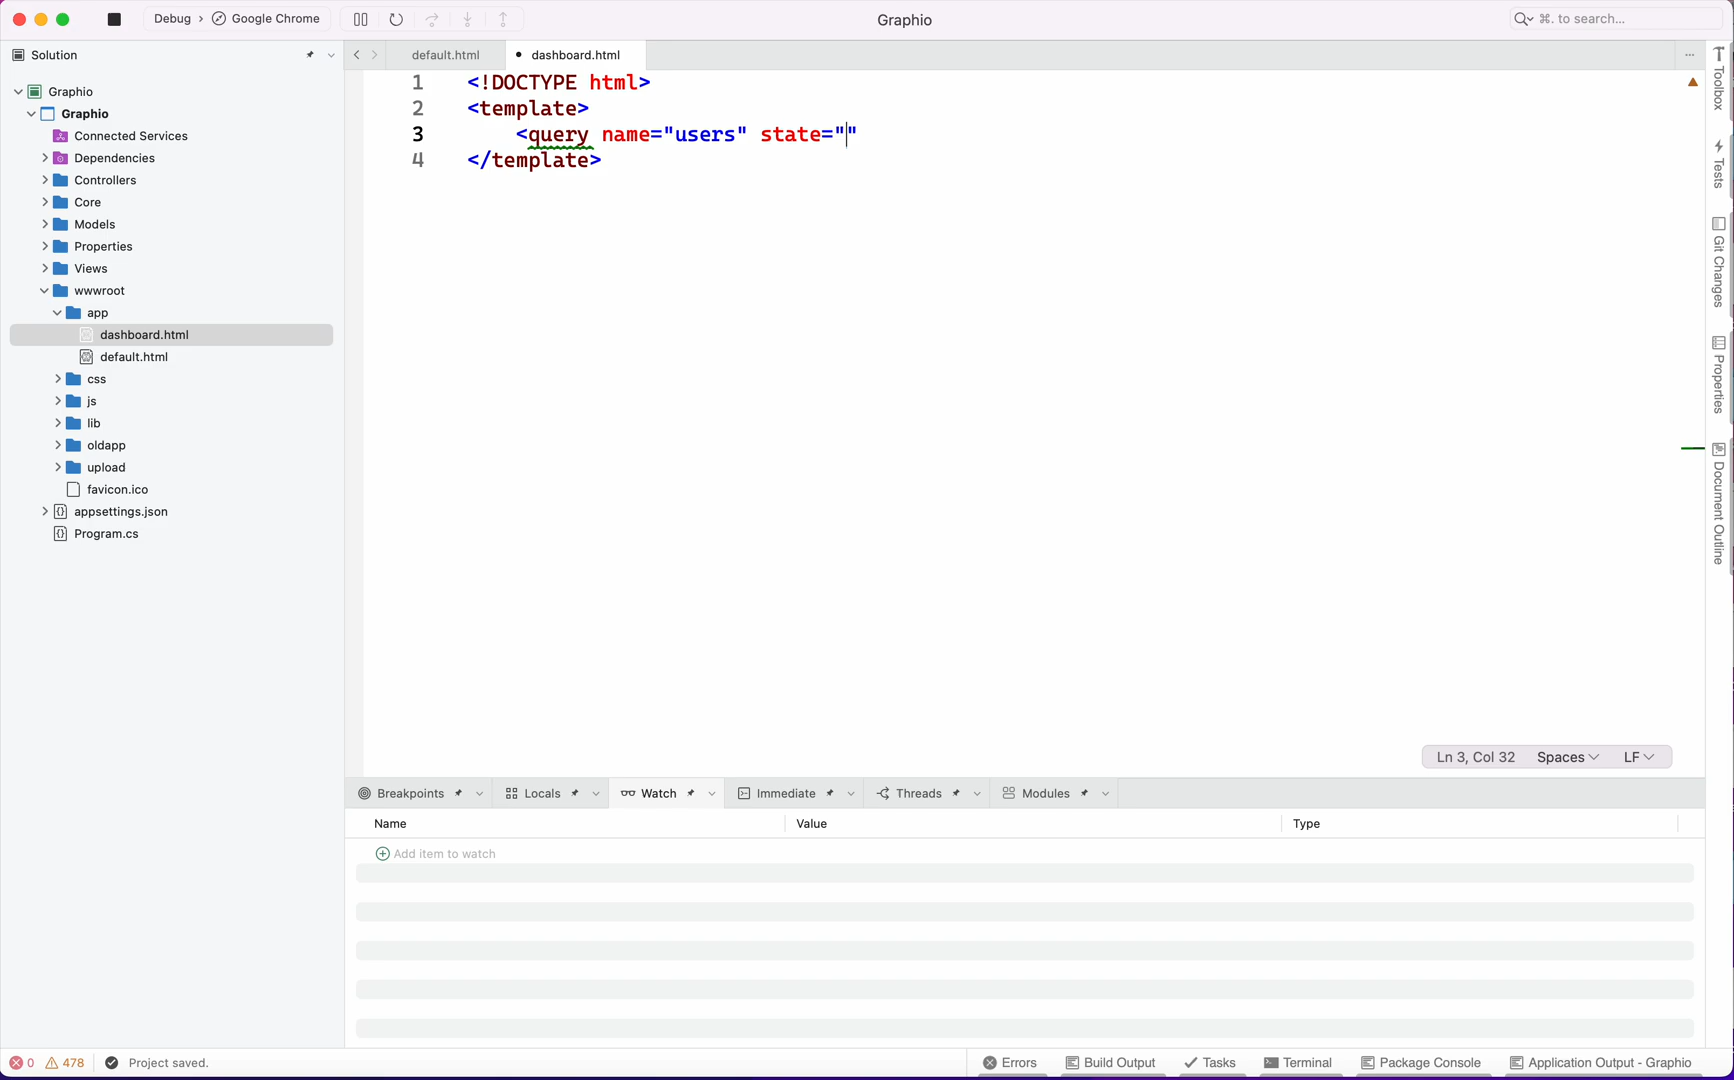 Debug › Google Chrome
Graphio
⌘. to search...
Solution
default.html
dashboard.html
Graphio
Graphio
Connected Services
Dependencies
Controllers
Core
Models
Properties
Views
wwwroot
app
dashboard.html
default.html
css
js
lib
oldapp
upload
favicon.ico
appsettings.json
Program.cs
1 <!DOCTYPE html>
2 <template>
3 <query name="users" state=""
4 </template>
Toolbox
Tests
Git Changes
Properties
Document Outline
Ln 3, Col 32 Spaces LF
Breakpoints
Locals
Watch
Immediate
Threads
Modules
Name Value Type
Add item to watch
0 478 Project saved.
Errors
Build Output
Tasks
Terminal
Package Console
Application Output - Graphio